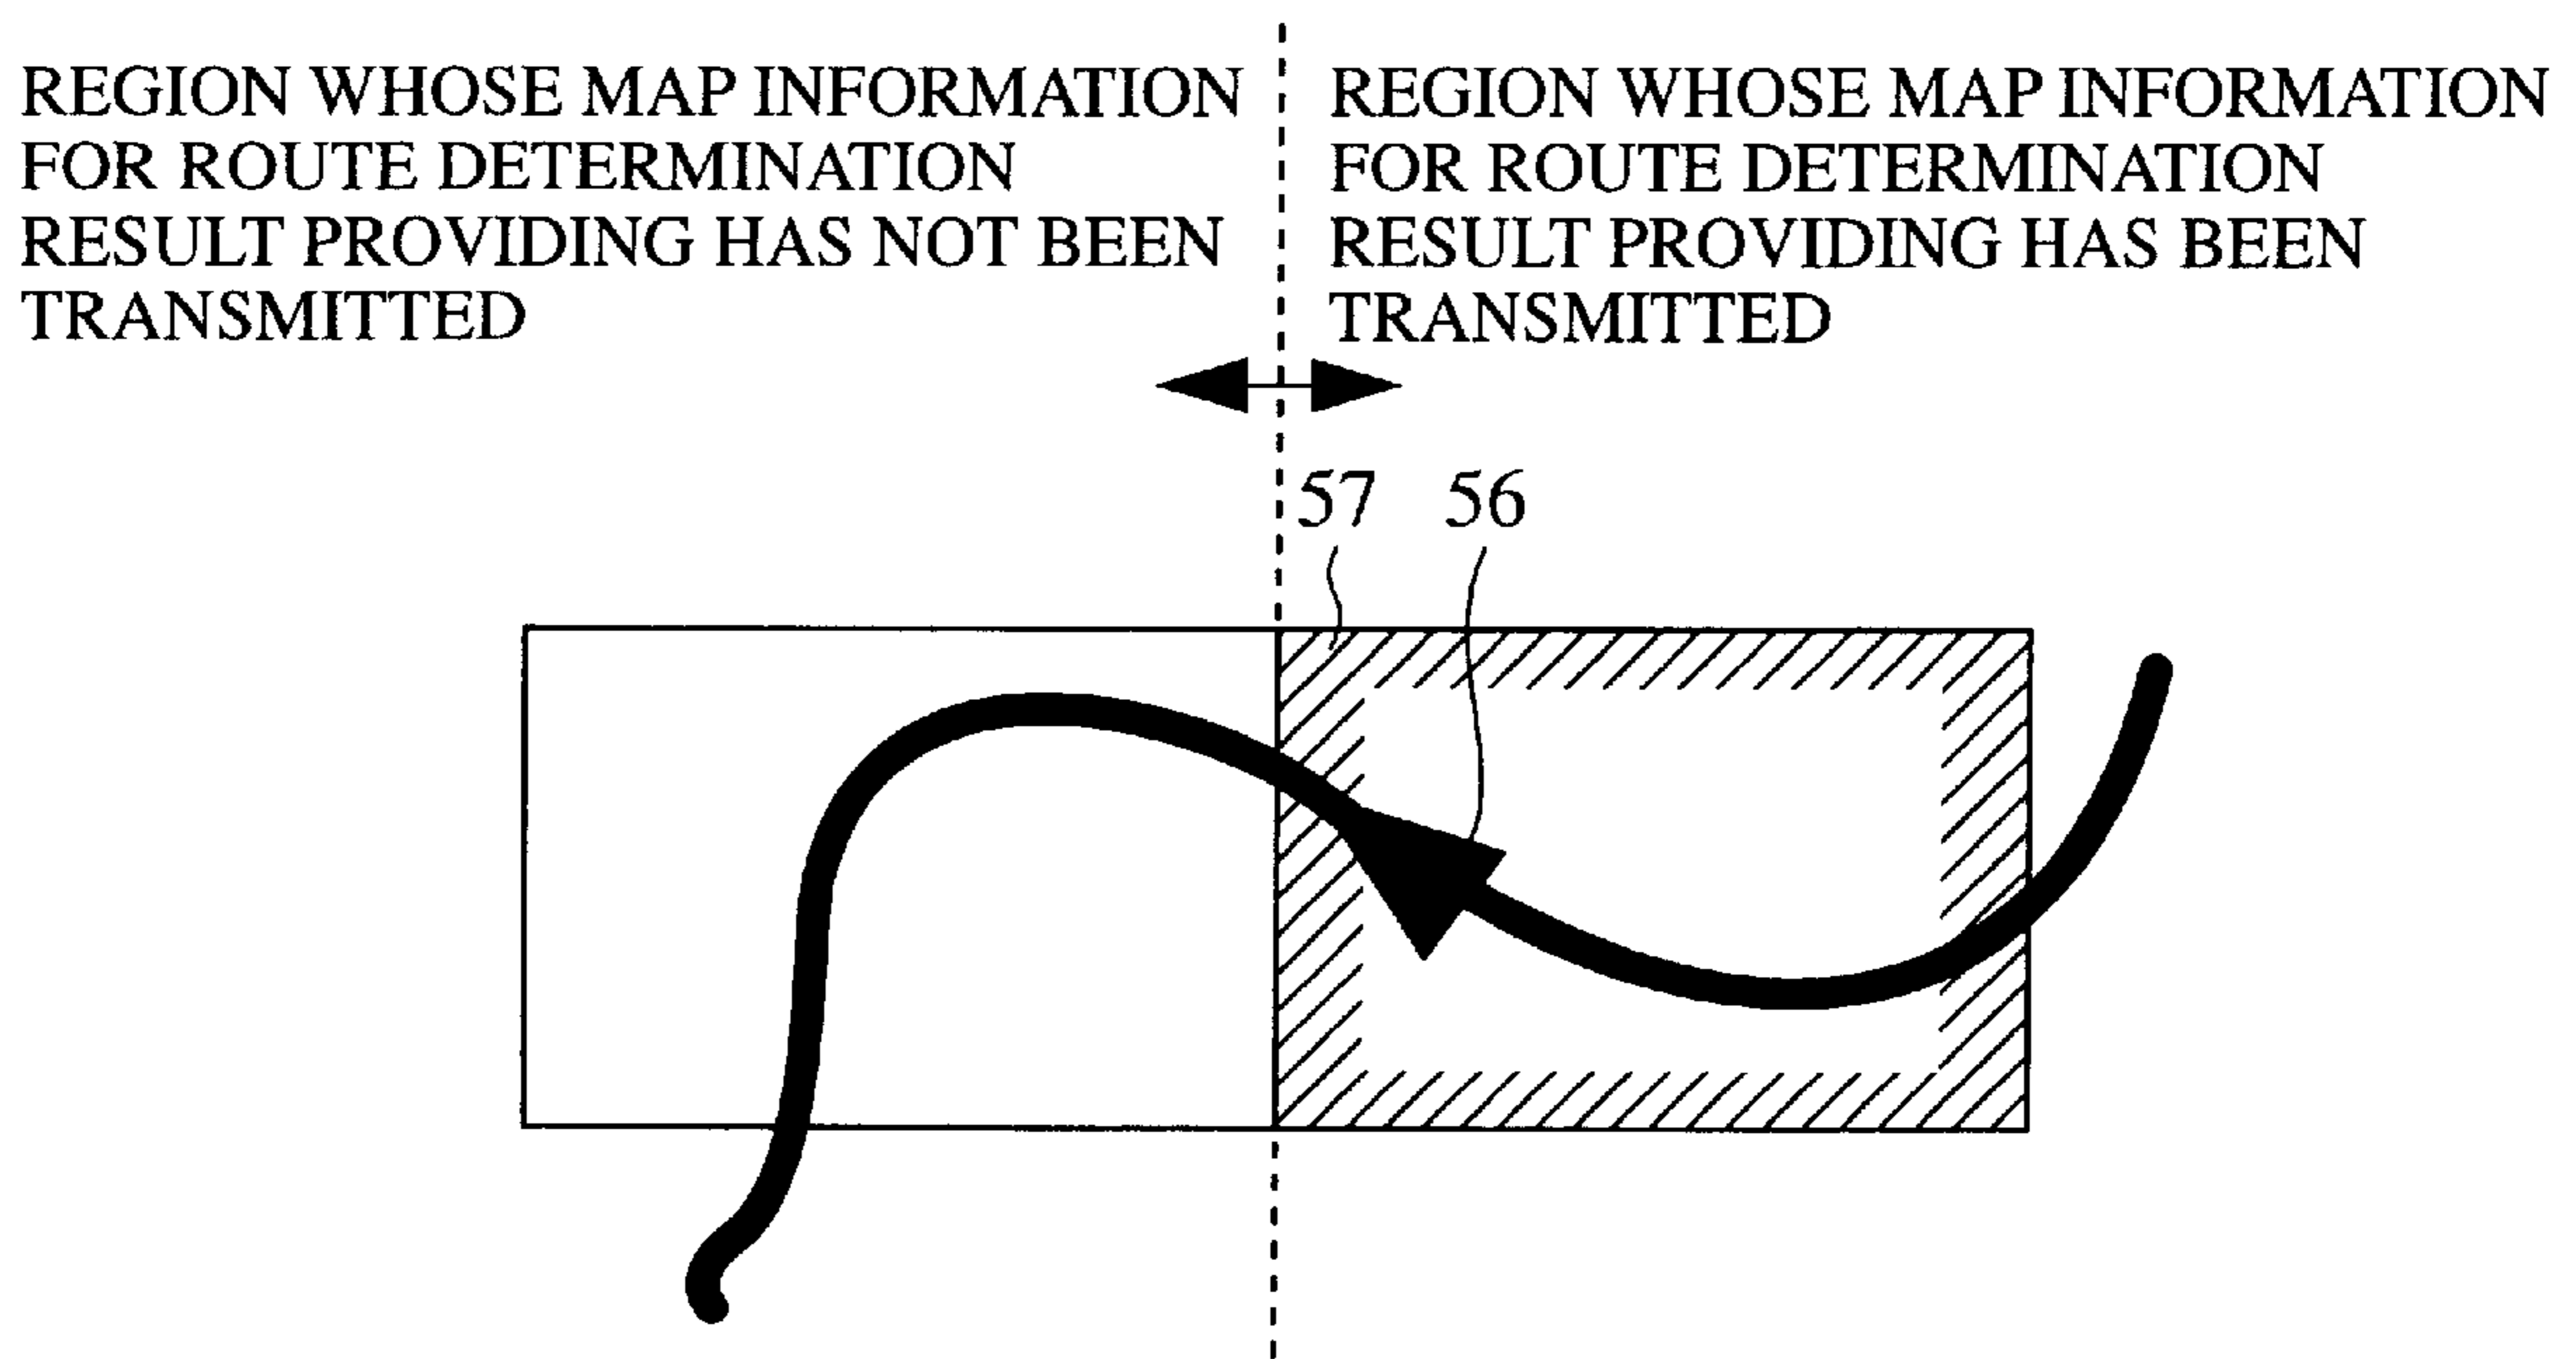 REGION WHOSE MAP INFORMATION
FOR ROUTE DETERMINATION
RESULT PROVIDING HAS NOT BEEN
TRANSMITTED
REGION WHOSE MAP INFORMATION
FOR ROUTE DETERMINATION
RESULT PROVIDING HAS BEEN
TRANSMITTED
57 56